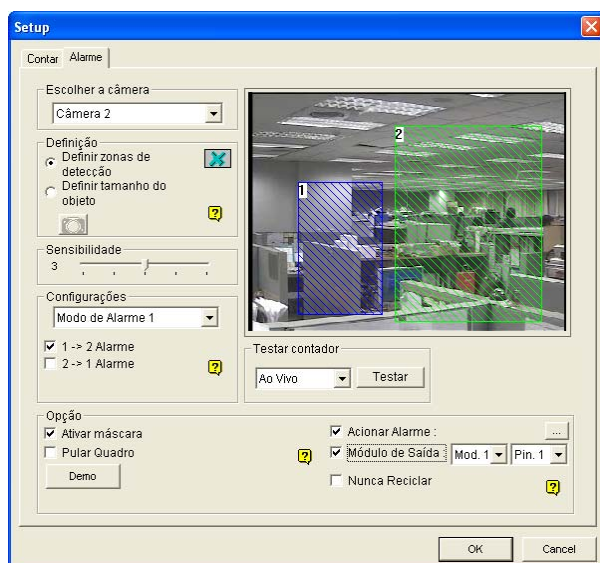 Setup
Contar
Alarme
Escolher a câmera
Câmera 2
Definição
Definir zonas de
detecção
Definir tamanho do
objeto
?
Sensibilidade
3
Configurações
Modo de Alarme 1
1 -> 2 Alarme
2 -> 1 Alarme
?
1
2
Testar contador
Ao Vivo
Testar
Opção
Ativar máscara
Pular Quadro
?
Demo
Acionar Alarme :
...
Módulo de Saída :
Mod. 1
Pin. 1
Nunca Reciclar
?
OK
Cancel